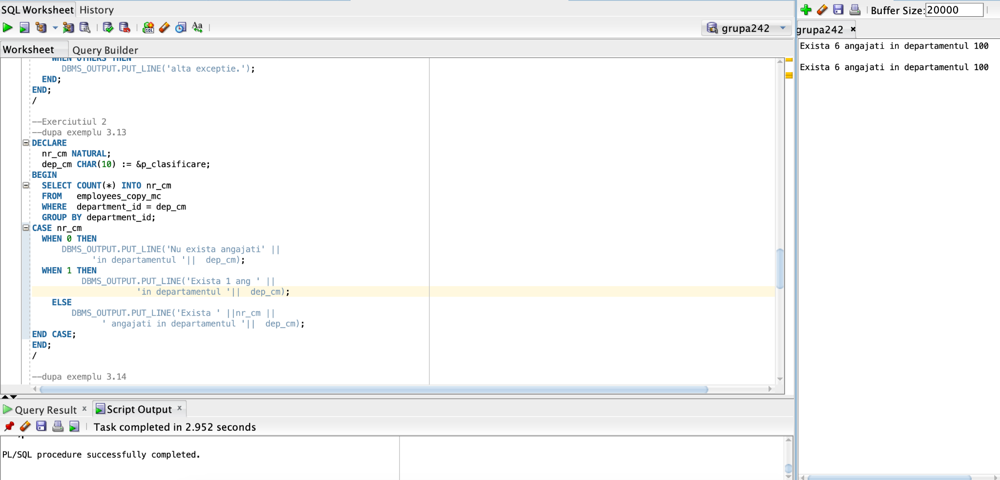 SQL Worksheet History
grupa242
Worksheet Query Builder
WHEN OTHERS THEN
DBMS_OUTPUT.PUT_LINE('alta exceptie.');
END;
END;
/
--Exerciutiul 2
--dupa exemplu 3.13
DECLARE
nr_cm NATURAL;
dep_cm CHAR(10) := &p_clasificare;
BEGIN
SELECT COUNT(*) INTO nr_cm
FROM   employees_copy_mc
WHERE  department_id = dep_cm
GROUP BY department_id;
CASE nr_cm
WHEN 0 THEN
DBMS_OUTPUT.PUT_LINE('Nu exista angajati' ||
'in departamentul '||  dep_cm);
WHEN 1 THEN
DBMS_OUTPUT.PUT_LINE('Exista 1 ang ' ||
'in departamentul '||  dep_cm);
ELSE
DBMS_OUTPUT.PUT_LINE('Exista ' ||nr_cm ||
' angajati in departamentul '||  dep_cm);
END CASE;
END;
/
--dupa exemplu 3.14
Query Result x Script Output x
Task completed in 2.952 seconds
PL/SQL procedure successfully completed.
Buffer Size: 20000
grupa242 x
Exista 6 angajati in departamentul 100
Exista 6 angajati in departamentul 100